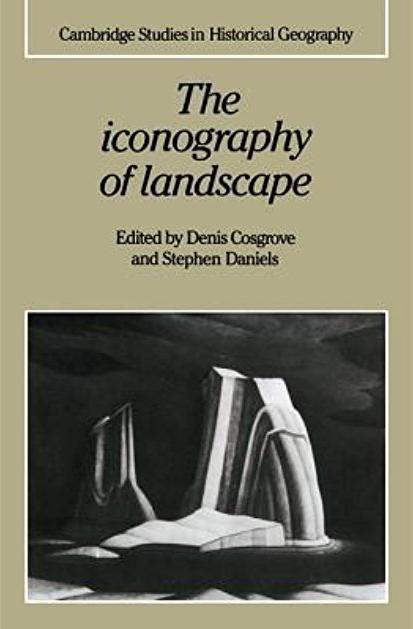 Cambridge Studies in Historical Geography
The
iconography
of landscape
Edited by Denis Cosgrove
and Stephen Daniels